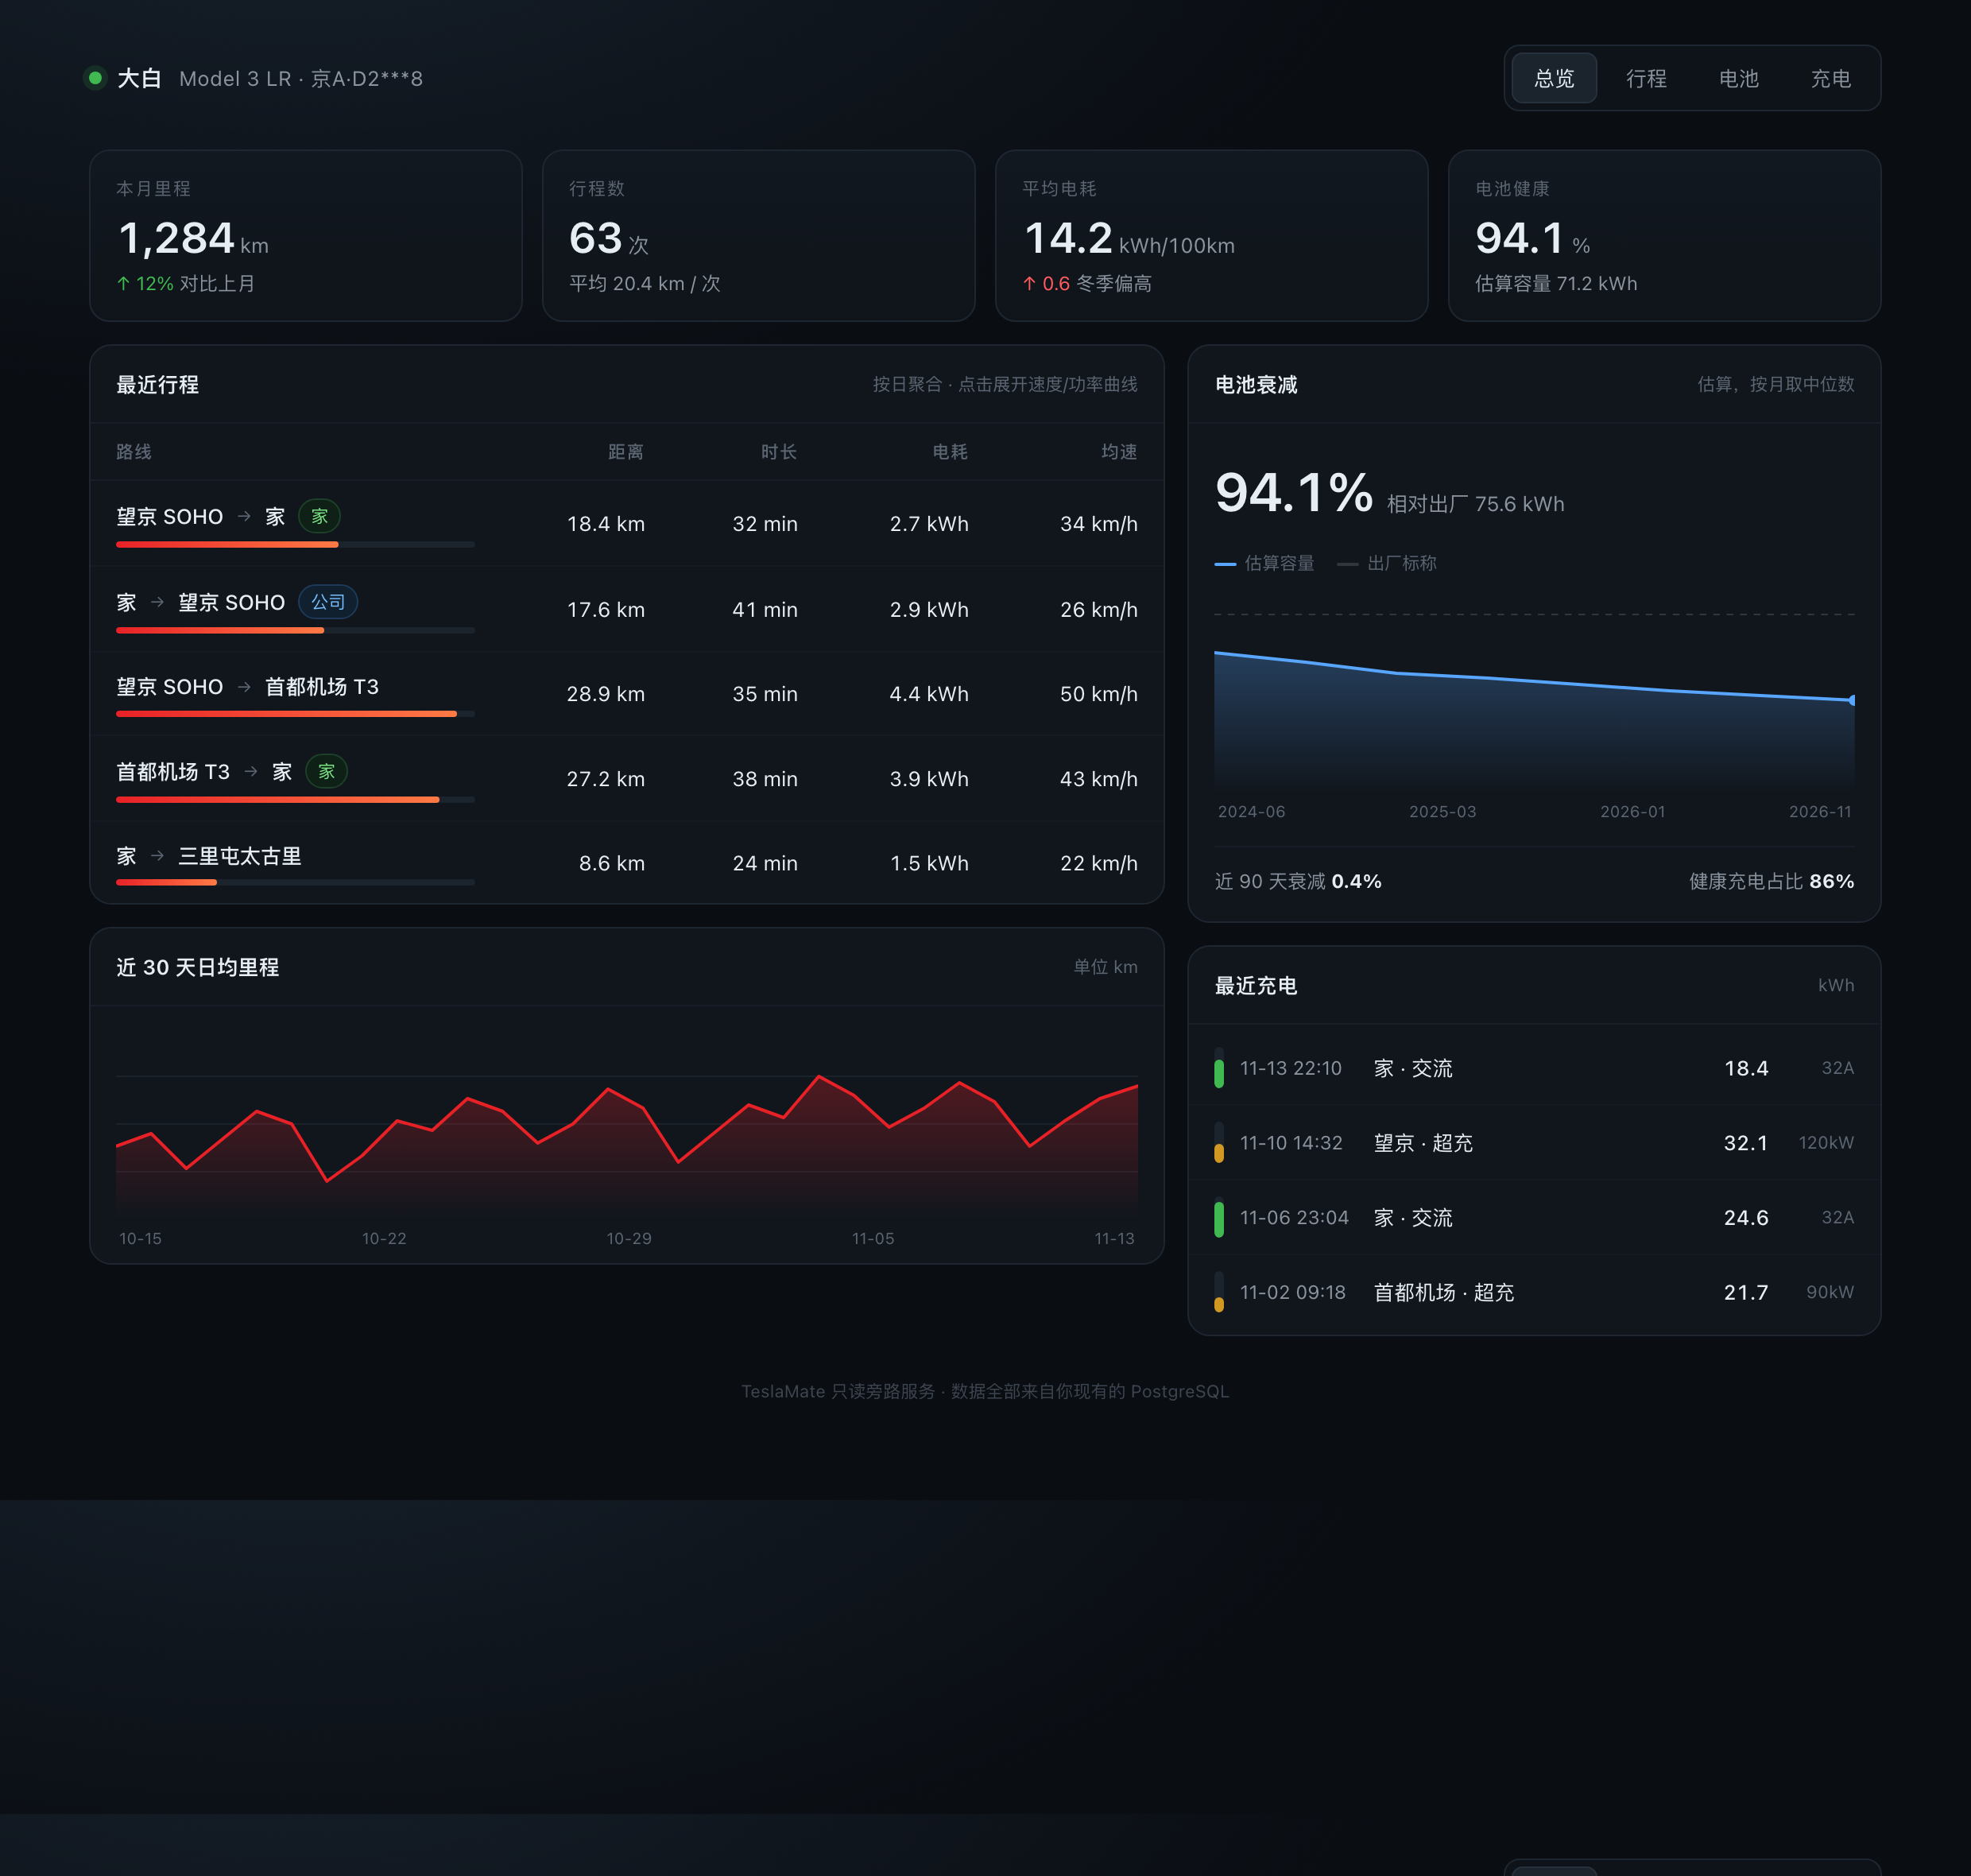 大白 Model 3 LR · 京A·D2***8
总览 行程 电池 充电
本月里程
1,284 km
↑ 12% 对比上月
行程数
63 次
平均 20.4 km / 次
平均电耗
14.2 kWh/100km
↑ 0.6 冬季偏高
电池健康
94.1 %
估算容量 71.2 kWh
最近行程 按日聚合 · 点击展开速度/功率曲线
路线 距离 时长 电耗 均速
望京 SOHO → 家 家 18.4 km 32 min 2.7 kWh 34 km/h
家 → 望京 SOHO 公司 17.6 km 41 min 2.9 kWh 26 km/h
望京 SOHO → 首都机场 T3 28.9 km 35 min 4.4 kWh 50 km/h
首都机场 T3 → 家 家 27.2 km 38 min 3.9 kWh 43 km/h
家 → 三里屯太古里 8.6 km 24 min 1.5 kWh 22 km/h
近 30 天日均里程 单位 km
10-15 10-22 10-29 11-05 11-13
电池衰减 估算，按月取中位数
94.1% 相对出厂 75.6 kWh
估算容量 出厂标称
2024-06 2025-03 2026-01 2026-11
近 90 天衰减 0.4% 健康充电占比 86%
最近充电 kWh
11-13 22:10 家 · 交流 18.4 32A
11-10 14:32 望京 · 超充 32.1 120kW
11-06 23:04 家 · 交流 24.6 32A
11-02 09:18 首都机场 · 超充 21.7 90kW
TeslaMate 只读旁路服务 · 数据全部来自你现有的 PostgreSQL